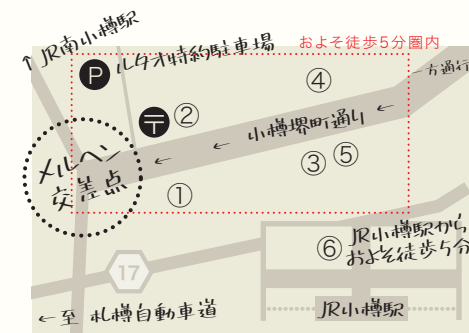 ↑JR南小樽駅
P
ルタオ特約駐車場
およそ徒歩5分圏内
〒
②
④
一方通行
← ← 小樽堺町通り ←
メルヘン
交差点
①
③
⑤
⑥
JR小樽駅から
およそ徒歩5分
17
JR小樽駅
←至 札樽自動車道